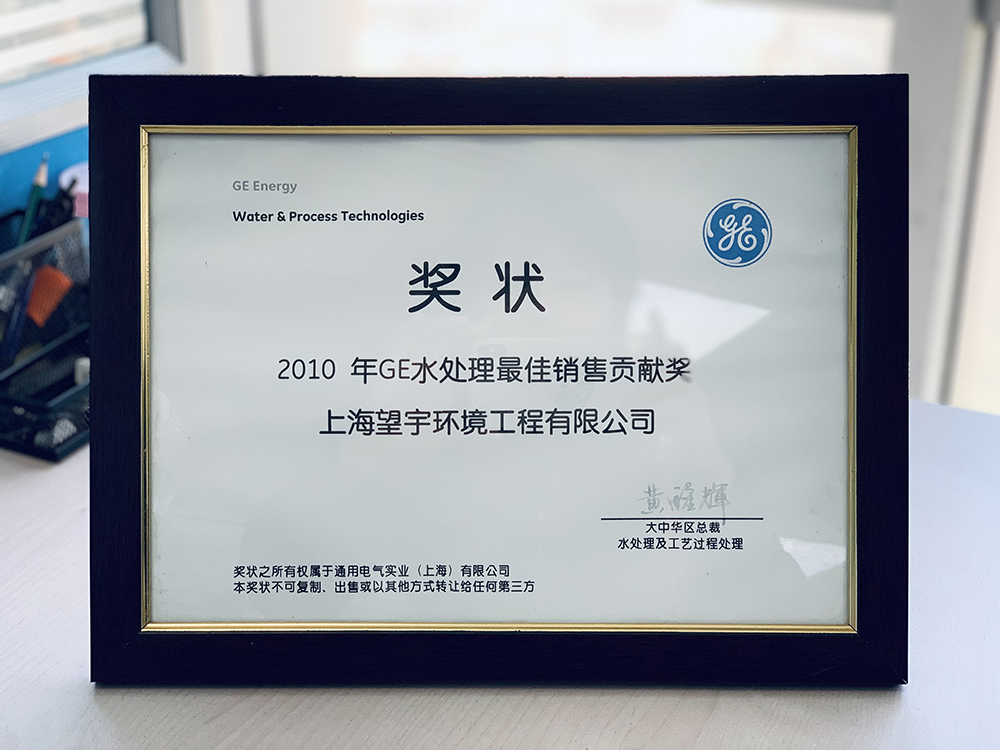 GE Energy
Water & Process Technologies
GE
奖 状
2010 年GE水处理最佳销售贡献奖
上海望宇环境工程有限公司
大中华区总裁
水处理及工艺过程处理
奖状之所有权属于通用电气实业（上海）有限公司
本奖状不可复制、出售或以其他方式转让给任何第三方